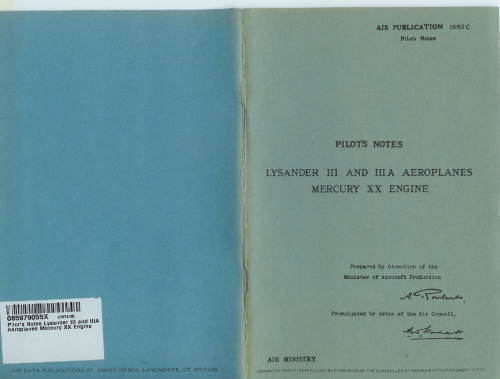 AIR PUBLICATION 1582C
Pilots Notes
PILOT'S NOTES
LYSANDER III AND IIIA AEROPLANES
MERCURY XX ENGINE
Prepared by direction of the
Minister of Aircraft Production
Promulgated by order of the Air Council,
AIR MINISTRY
085979055X
Pilot's Notes Lysander III and IIIA
Aeroplanes Mercury XX Engine
AIR DATA PUBLICATIONS ST. ANNES ON SEA, LANCASHIRE, GT. BRITAIN